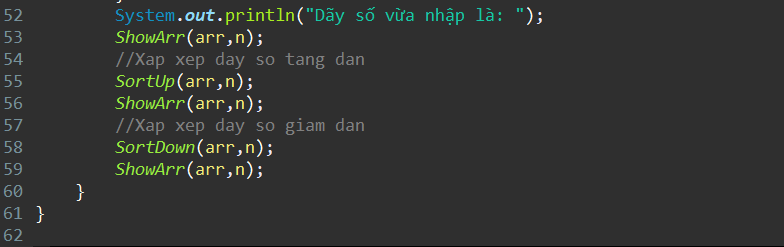 52 System.out.println("Dãy số vừa nhập là: ");
53 ShowArr(arr,n);
54 //Xap xep day so tang dan
55 SortUp(arr,n);
56 ShowArr(arr,n);
57 //Xap xep day so giam dan
58 SortDown(arr,n);
59 ShowArr(arr,n);
60 }
61 }
62